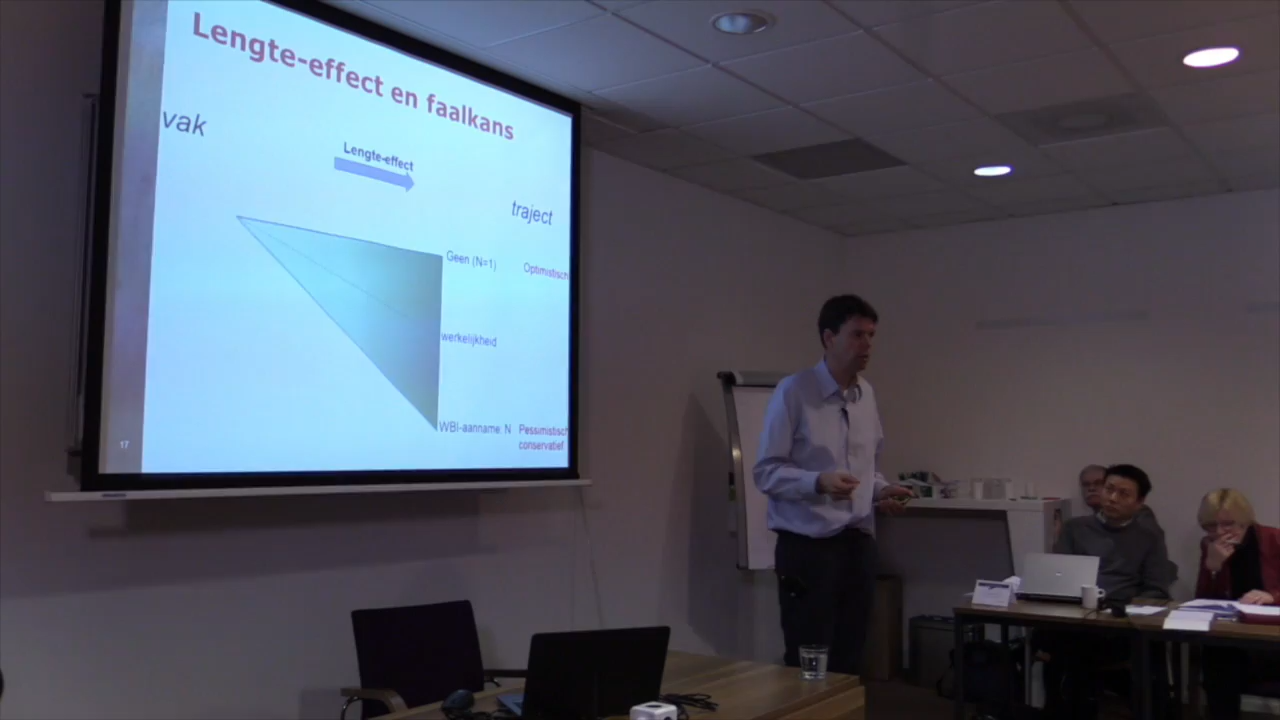 Lengte-effect en faalkans
vak
Lengte-effect
traject
Geen (N=1)
Optimistisch
werkelijkheid
WBI-aanname: N
Pessimistisch
conservatief
17